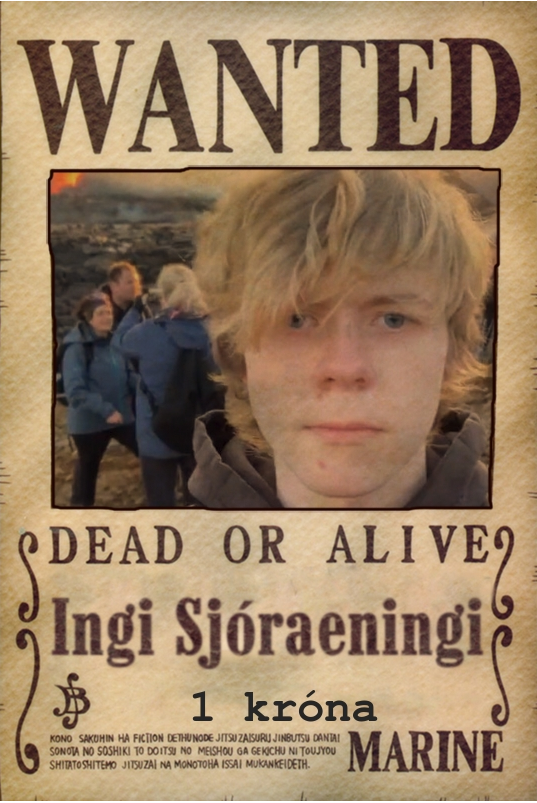 WANTED
DEAD OR ALIVE
Ingi Sjóraeningi
1 króna
KONO SAKUHIN HA FICTION DETHUNODE JITSUZAISURU JINBUTSU DANTAI
SONOTA NO SOSHIKI TO DOITSU NO MEISHOU GA GEKICHU NI TOUJYOU
SHITATOSHITEMO JITSUZAI NA MONOTOHA ISSAI MUKANKEIDETH.
MARINE